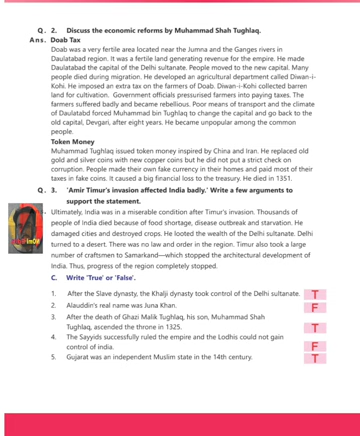 Q. 2. Discuss the economic reforms by Muhammad Shah Tughlaq.
Ans. Doab Tax
Doab was a very fertile area located near the Jumna and the Ganges rivers in
Daulatabad region. It was a fertile land generating revenue for the empire. He made
Daulatabad the capital of the Delhi sultanate. People moved to the new capital. Many
people died during migration. He developed an agricultural department called Diwan-i-
Kohi. He imposed an extra tax on the farmers of Doab. Diwan-i-Kohi collected barren
land for cultivation. Government officials pressurised farmers into paying taxes. The
farmers suffered badly and became rebellious. Poor means of transport and the climate
of Daulatabd forced Muhammad bin Tughlaq to change the capital and go back to the
old capital, Devgari, after eight years. He became unpopular among the common
people.
Token Money
Muhammad Tughlaq issued token money inspired by China and Iran. He replaced old
gold and silver coins with new copper coins but he did not put a strict check on
corruption. People made their own fake currency in their homes and paid most of their
taxes in fake coins. It caused a big financial loss to the treasury. He died in 1351.
Q. 3. 'Amir Timur's invasion affected India badly.' Write a few arguments to
support the statement.
Ultimately, India was in a miserable condition after Timur's invasion. Thousands of
people of India died because of food shortage, disease outbreak and starvation. He
damaged cities and destroyed crops. He looted the wealth of the Delhi sultanate. Delhi
turned to a desert. There was no law and order in the region. Timur also took a large
number of craftsmen to Samarkand—which stopped the architectural development of
India. Thus, progress of the region completely stopped.
C. Write 'True' or 'False'.
1. After the Slave dynasty, the Khalji dynasty took control of the Delhi sultanate. T
2. Alauddin's real name was Juna Khan. F
3. After the death of Ghazi Malik Tughlaq, his son, Muhammad Shah
Tughlaq, ascended the throne in 1325. T
4. The Sayyids successfully ruled the empire and the Lodhis could not gain
control of india. F
5. Gujarat was an independent Muslim state in the 14th century. T